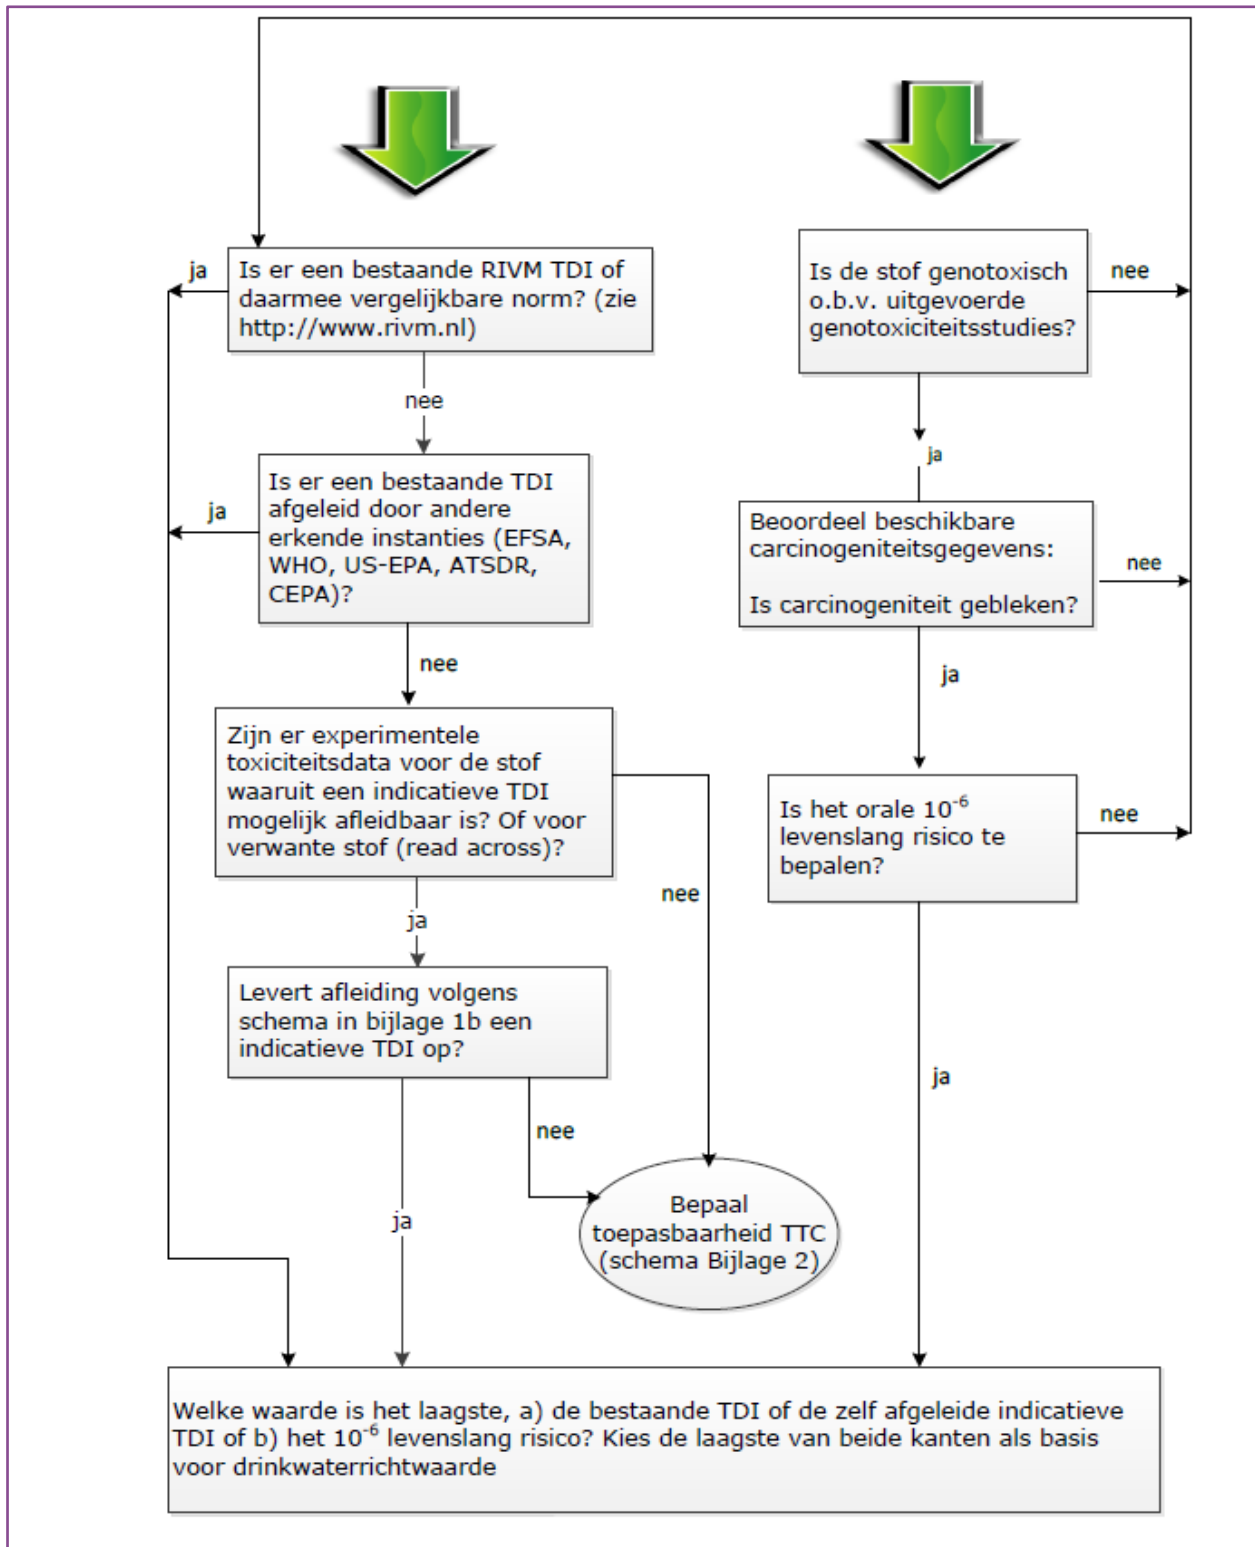 ja
Is er een bestaande RIVM TDI of
daarmee vergelijkbare norm? (zie
http://www.rivm.nl)
nee
Is er een bestaande TDI
afgeleid door andere
erkende instanties (EFSA,
WHO, US-EPA, ATSDR,
CEPA)?
ja
nee
Zijn er experimentele
toxiciteitsdata voor de stof
waaruit een indicatieve TDI
mogelijk afleidbaar is? Of voor
verwante stof (read across)?
nee
ja
Levert afleiding volgens
schema in bijlage 1b een
indicatieve TDI op?
nee
ja
Bepaal
toepasbaarheid TTC
(schema Bijlage 2)
Is de stof genotoxisch
o.b.v. uitgevoerde
genotoxiciteitsstudies?
nee
ja
Beoordeel beschikbare
carcinogeniteitsgegevens:
Is carcinogeniteit gebleken?
nee
ja
Is het orale 10⁻⁶
levenslang risico te
bepalen?
nee
ja
Welke waarde is het laagste, a) de bestaande TDI of de zelf afgeleide indicatieve
TDI of b) het 10⁻⁶ levenslang risico? Kies de laagste van beide kanten als basis
voor drinkwaterrichtwaarde